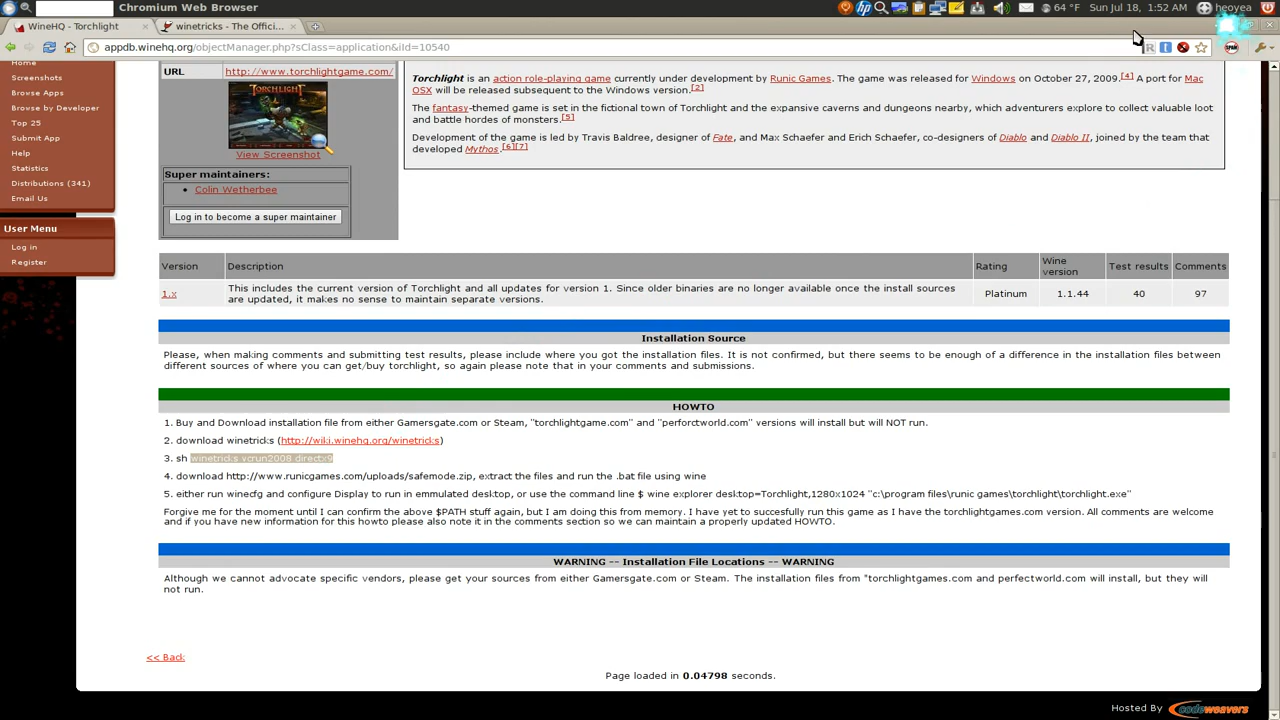 Chromium Web Browser
64 °F Sun Jul 18, 1:52 AM heoyea
WineHQ - Torchlight
winetricks - The Offici...
appdb.winehq.org/objectManager.php?sClass=application&iId=10540
Home
Screenshots
Browse Apps
Browse by Developer
Top 25
Submit App
Help
Statistics
Distributions (341)
Email Us
User Menu
Log in
Register
URL http://www.torchlightgame.com/
TORCHLIGHT
View Screenshot
Super maintainers:
Colin Wetherbee
Log in to become a super maintainer
Torchlight is an action role-playing game currently under development by Runic Games. The game was released for Windows on October 27, 2009.[4] A port for Mac
OSX will be released subsequent to the Windows version.[2]
The fantasy-themed game is set in the fictional town of Torchlight and the expansive caverns and dungeons nearby, which adventurers explore to collect valuable loot
and battle hordes of monsters.[5]
Development of the game is led by Travis Baldree, designer of Fate, and Max Schaefer and Erich Schaefer, co-designers of Diablo and Diablo II, joined by the team that
developed Mythos.[6][7]
Version Description Rating Wine version Test results Comments
1.x This includes the current version of Torchlight and all updates for version 1. Since older binaries are no longer available once the install sources
are updated, it makes no sense to maintain separate versions. Platinum 1.1.44 40 97
Installation Source
Please, when making comments and submitting test results, please include where you got the installation files. It is not confirmed, but there seems to be enough of a difference in the installation files between
different sources of where you can get/buy torchlight, so again please note that in your comments and submissions.
HOWTO
1. Buy and Download installation file from either Gamersgate.com or Steam, "torchlightgame.com" and "perforctworld.com" versions will install but will NOT run.
2. download winetricks (http://wiki.winehq.org/winetricks)
3. sh winetricks vcrun2008 directx9
4. download http://www.runicgames.com/uploads/safemode.zip, extract the files and run the .bat file using wine
5. either run winecfg and configure Display to run in emmulated desktop, or use the command line $ wine explorer desktop=Torchlight,1280x1024 "c:\program files\runic games\torchlight\torchlight.exe"
Forgive me for the moment until I can confirm the above $PATH stuff again, but I am doing this from memory. I have yet to succesfully run this game as I have the torchlightgames.com version. All comments are welcome
and if you have new information for this howto please also note it in the comments section so we can maintain a properly updated HOWTO.
WARNING -- Installation File Locations -- WARNING
Although we cannot advocate specific vendors, please get your sources from either Gamersgate.com or Steam. The installation files from "torchlightgames.com and perfectworld.com will install, but they will
not run.
<< Back
Page loaded in 0.04798 seconds.
Hosted By codeweavers